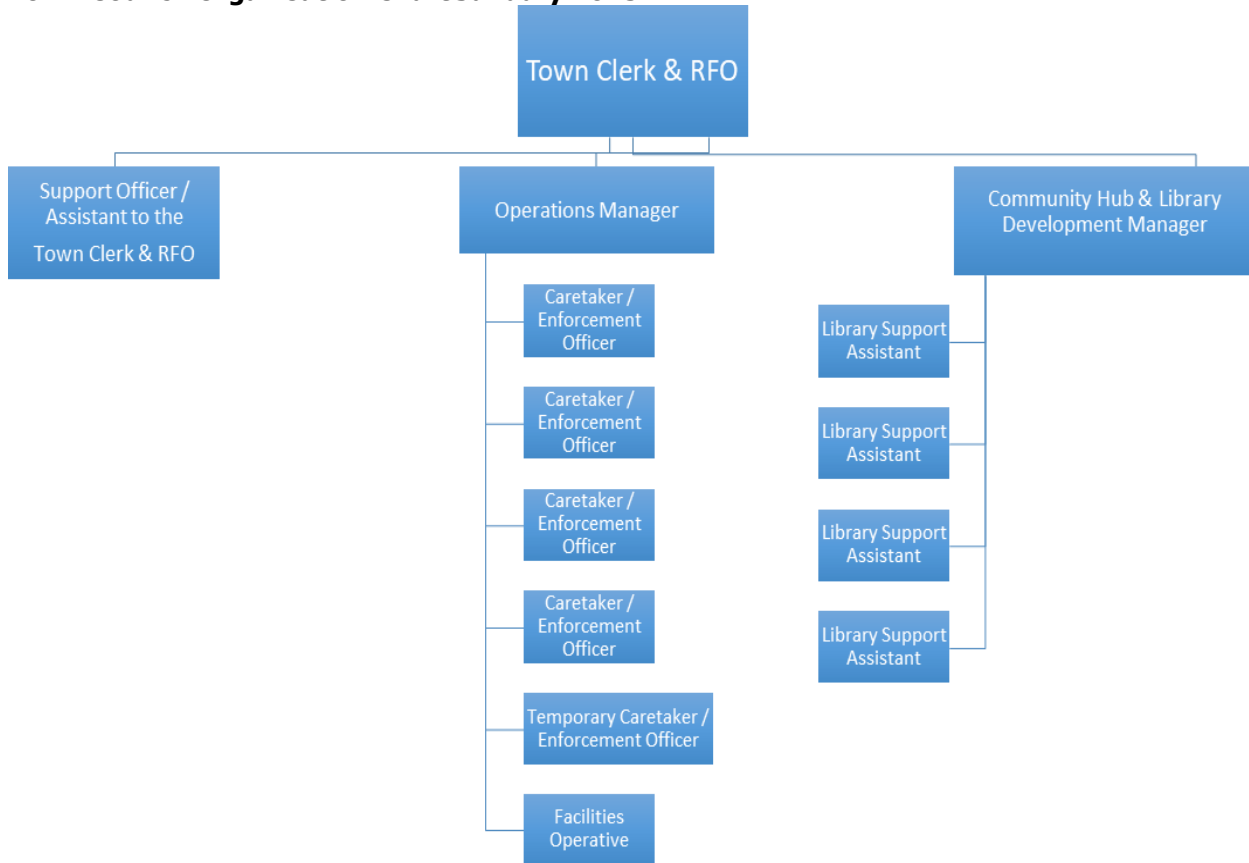 Town Clerk & RFO
Support Officer /
Assistant to the
Town Clerk & RFO
Operations Manager
Community Hub & Library
Development Manager
Caretaker /
Enforcement
Officer
Caretaker /
Enforcement
Officer
Caretaker /
Enforcement
Officer
Caretaker /
Enforcement
Officer
Temporary Caretaker /
Enforcement Officer
Facilities
Operative
Library Support
Assistant
Library Support
Assistant
Library Support
Assistant
Library Support
Assistant